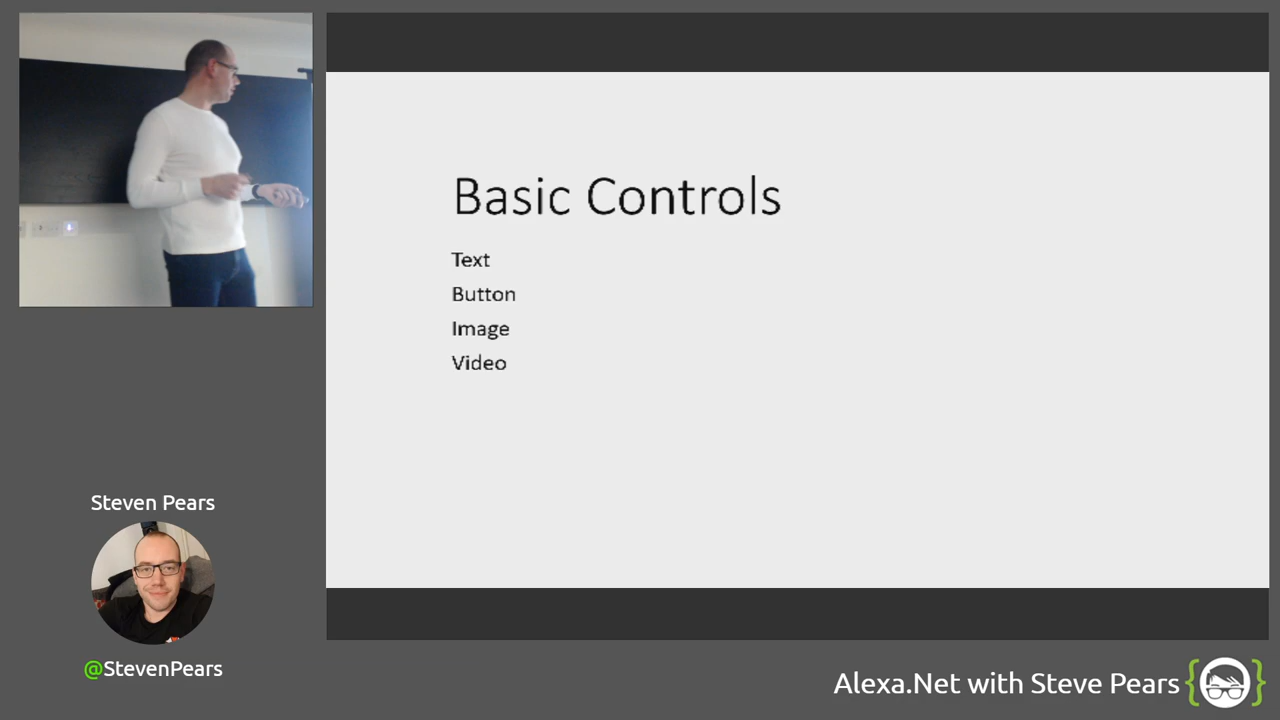 Basic Controls
Text
Button
Image
Video
Steven Pears
@StevenPears
Alexa.Net with Steve Pears